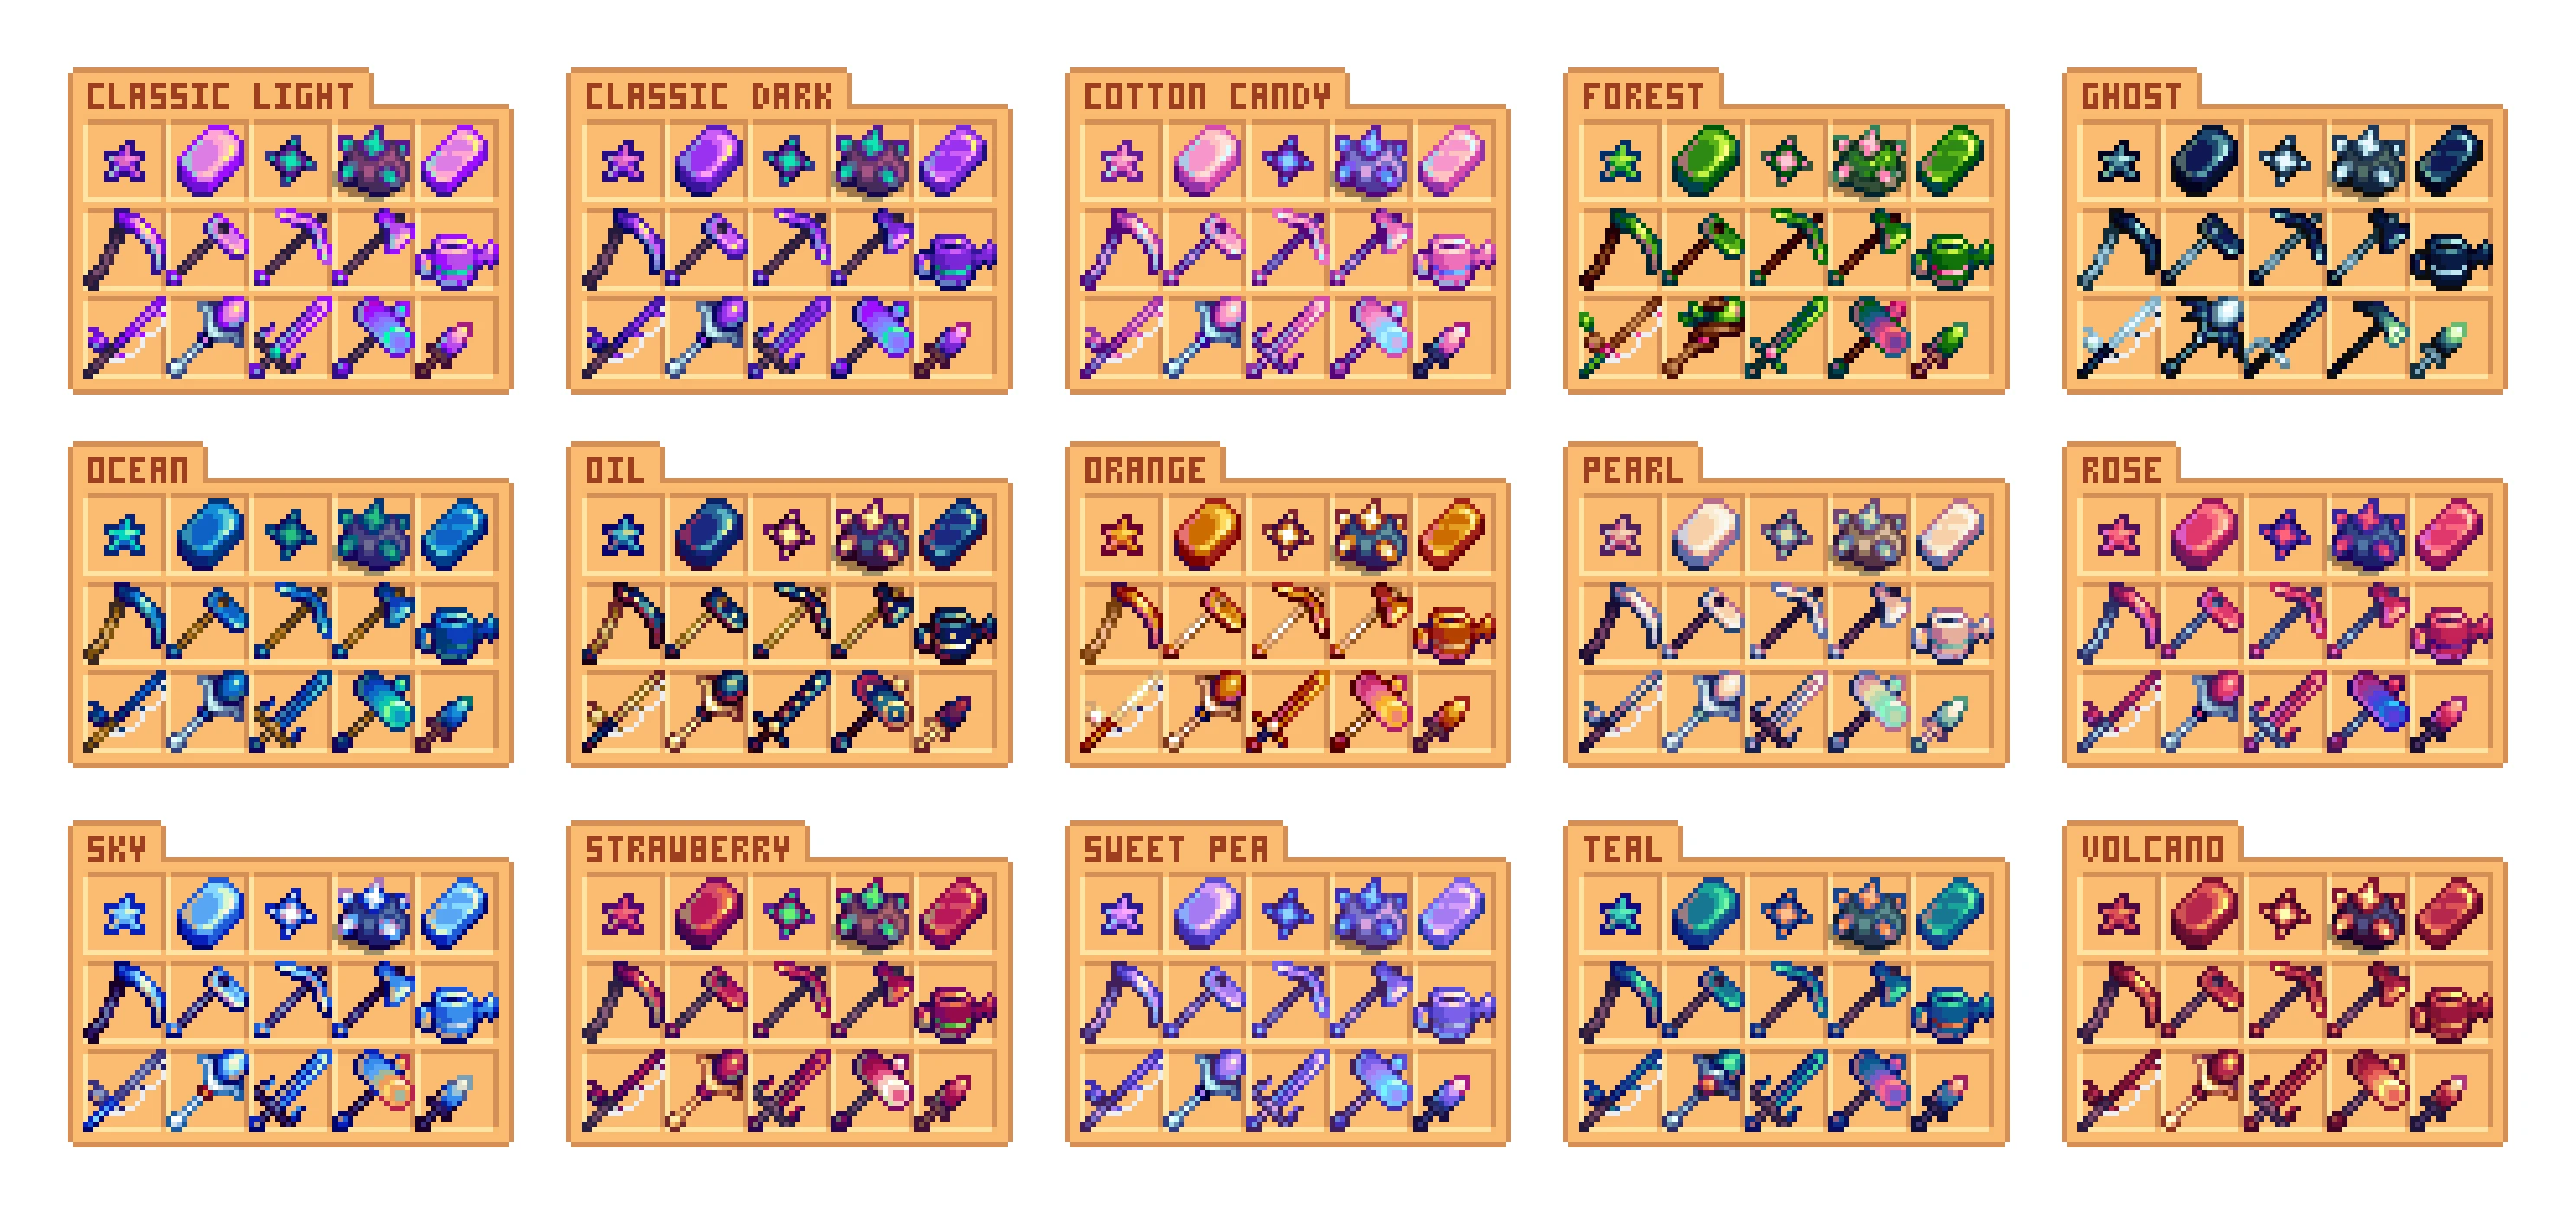 CLASSIC LIGHT
CLASSIC DARK
COTTON CANDY
FOREST
GHOST
OCEAN
OIL
ORANGE
PEARL
ROSE
SKY
STRAWBERRY
SWEET PEA
TEAL
VOLCANO